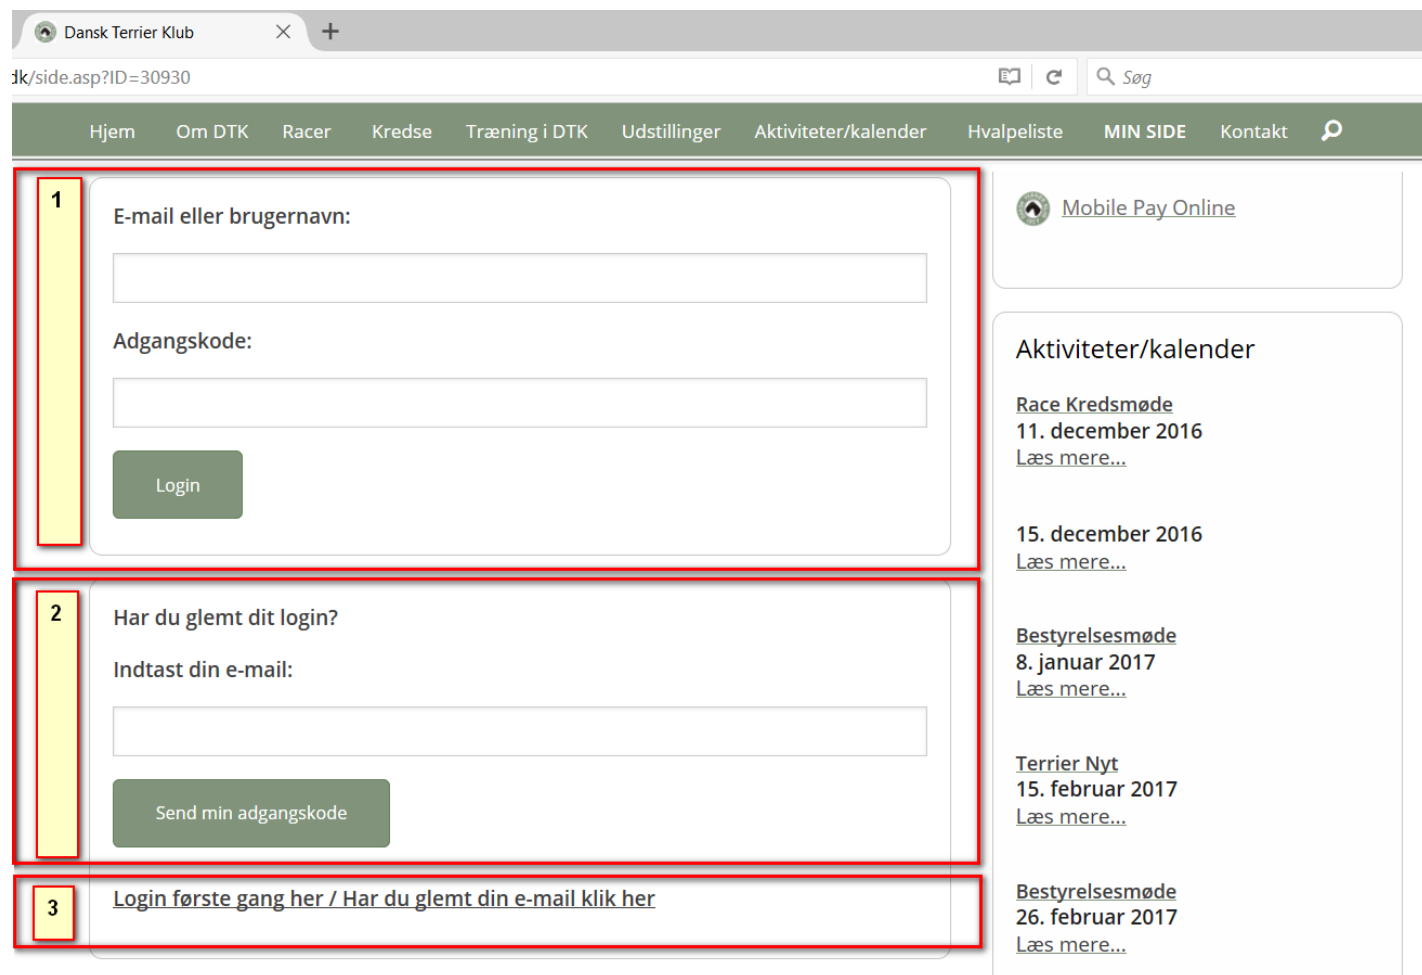 Dansk Terrier Klub
dk/side.asp?ID=30930
Søg
Hjem Om DTK Racer Kredse Træning i DTK Udstillinger Aktiviteter/kalender Hvalpeliste MIN SIDE Kontakt
1
E-mail eller brugernavn:
Adgangskode:
Login
2
Har du glemt dit login?
Indtast din e-mail:
Send min adgangskode
3
Login første gang her / Har du glemt din e-mail klik her
Mobile Pay Online
Aktiviteter/kalender
Race Kredsmøde
11. december 2016
Læs mere...
15. december 2016
Læs mere...
Bestyrelsesmøde
8. januar 2017
Læs mere...
Terrier Nyt
15. februar 2017
Læs mere...
Bestyrelsesmøde
26. februar 2017
Læs mere...